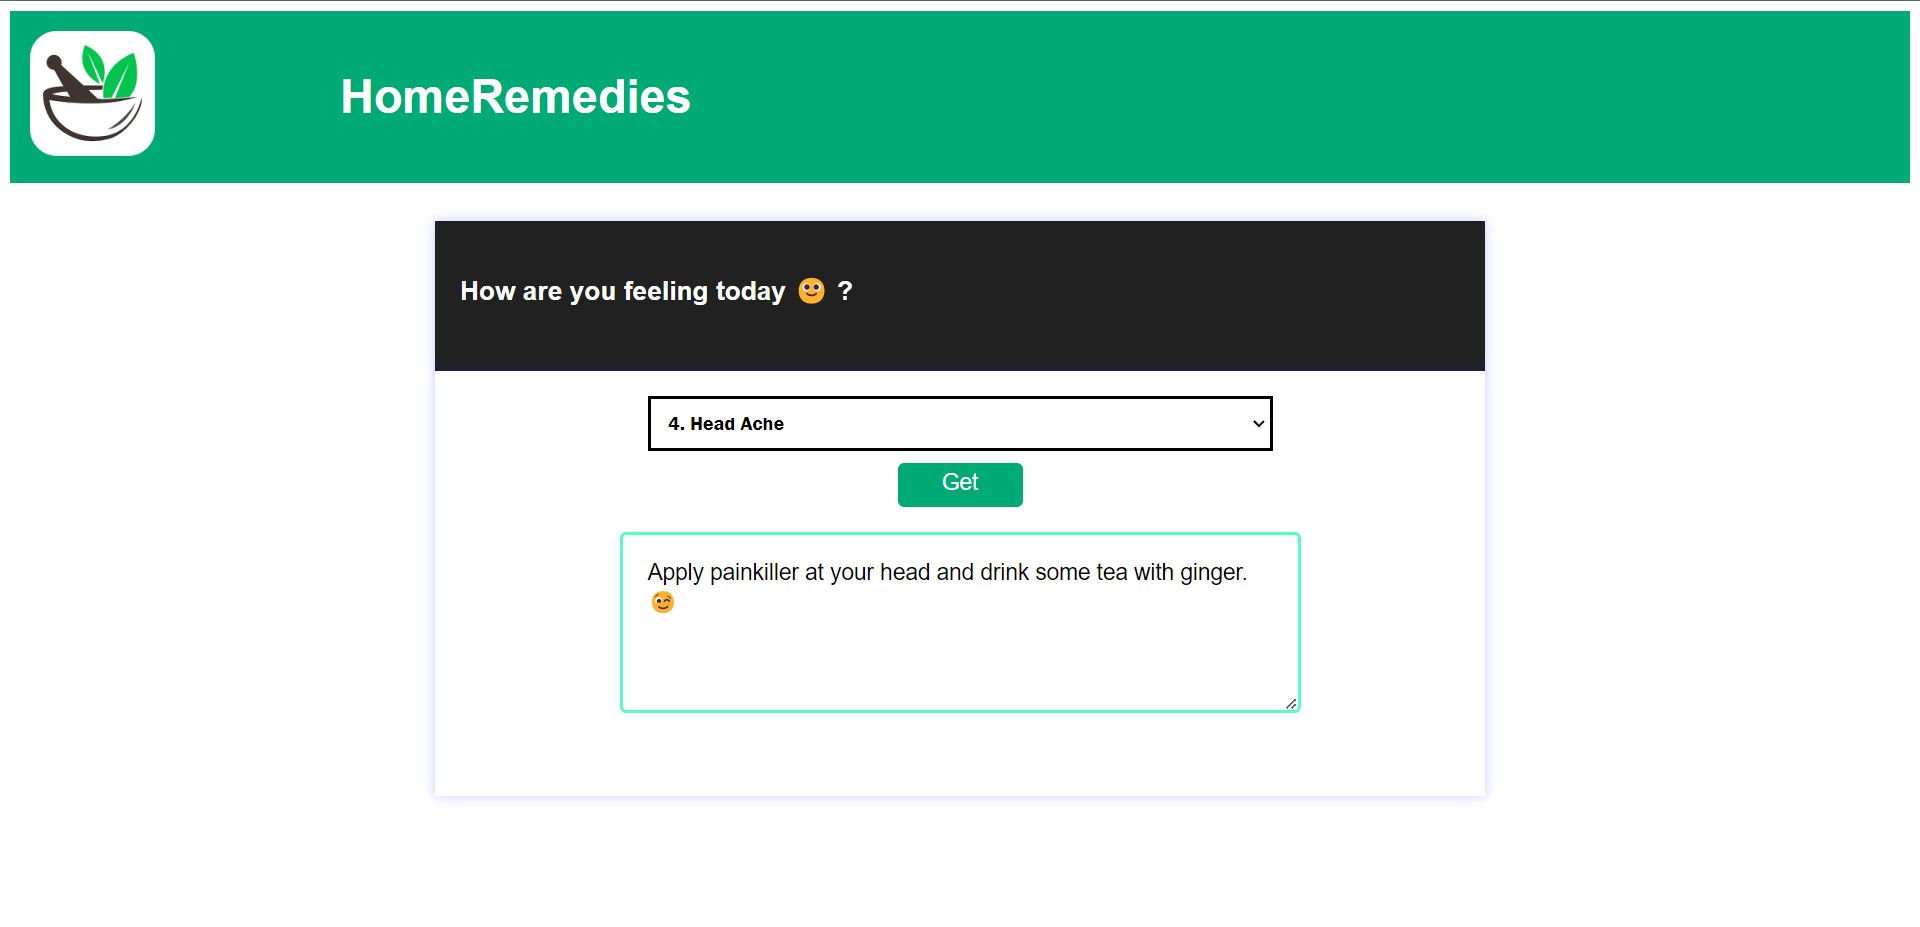 HomeRemedies
How are you feeling today 🙂 ?
4. Head Ache
Get
Apply painkiller at your head and drink some tea with ginger.
😉